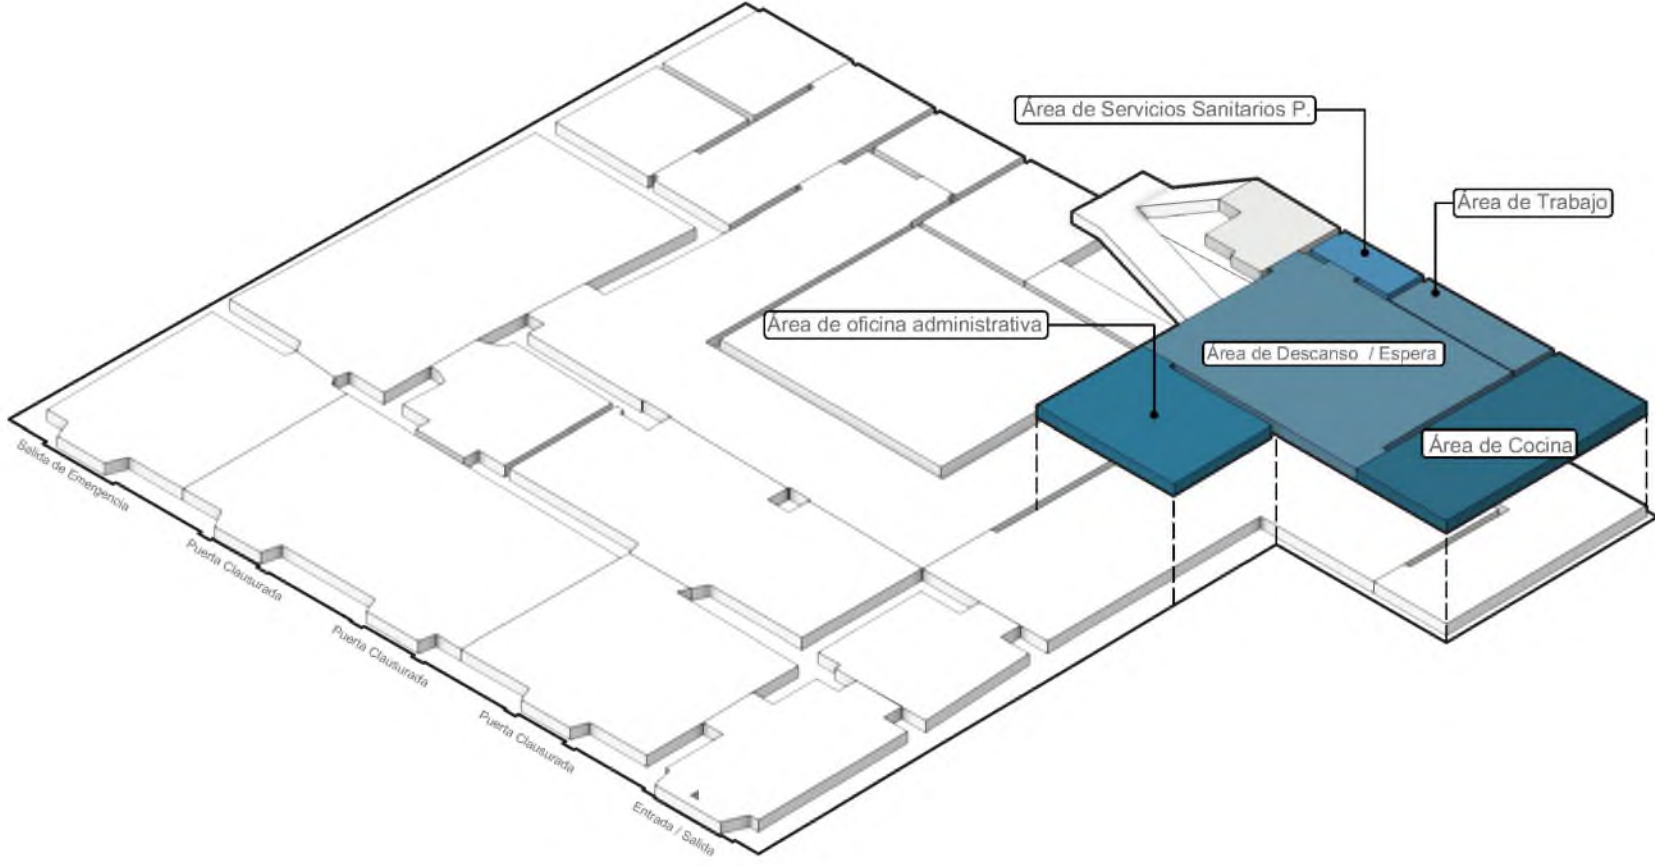 Área de Servicios Sanitarios P.
Área de Trabajo
Área de oficina administrativa
Área de Descanso / Espera
Área de Cocina
Salida de Emergencia
Puerta Clausurada
Puerta Clausurada
Puerta Clausurada
Entrada / Salida